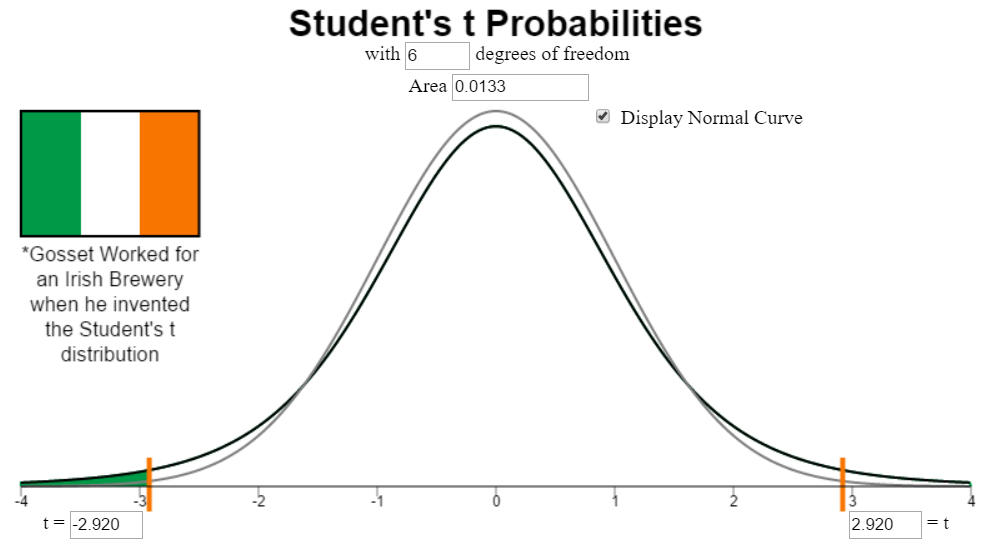 Student's t Probabilities
with 6 degrees of freedom
Area 0.0133
Display Normal Curve
*Gosset Worked for
an Irish Brewery
when he invented
the Student's t
distribution
-4 -3 -2 -1 0 1 2 3 4
t = -2.920 2.920 = t